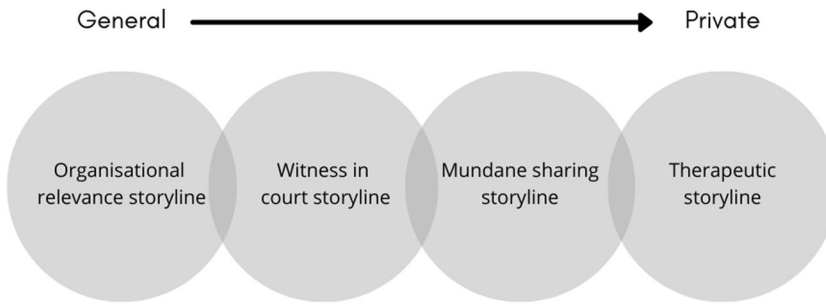 General
Private
Organisational
relevance storyline
Witness in
court storyline
Mundane sharing
storyline
Therapeutic
storyline